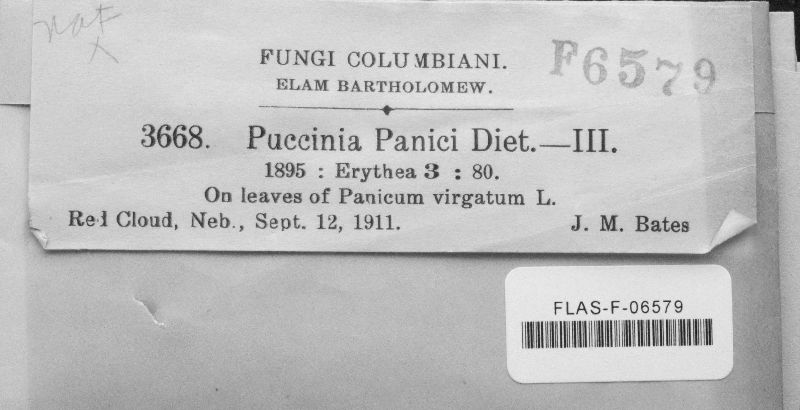 nat
X
FUNGI COLUMBIANI.
ELAM BARTHOLOMEW.
F6579
3668. Puccinia Panici Diet.—III.
1895 : Erythea 3 : 80.
On leaves of Panicum virgatum L.
Red Cloud, Neb., Sept. 12, 1911. J. M. Bates
FLAS-F-06579